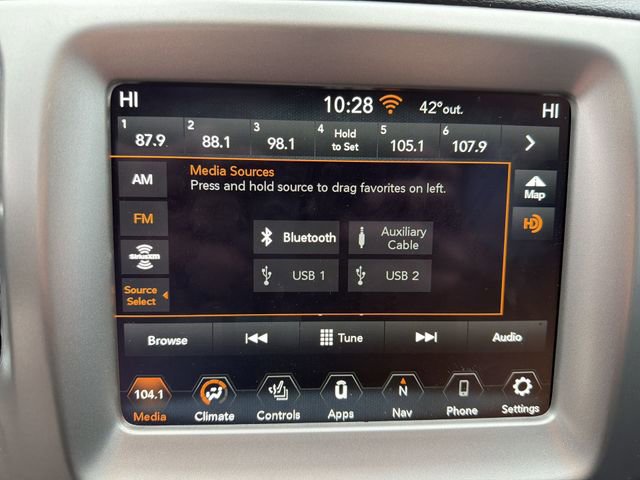 HI 10:28 42°out. HI
1 87.9 2 88.1 3 98.1 4 Hold to Set 5 105.1 6 107.9
Media Sources
Press and hold source to drag favorites on left.
AM
FM
SiriusXM
Source
Select
Bluetooth
Auxiliary
Cable
USB 1 USB 2
Map
HD
Browse Tune Audio
104.1
Media Climate Controls Apps N Nav Phone Settings